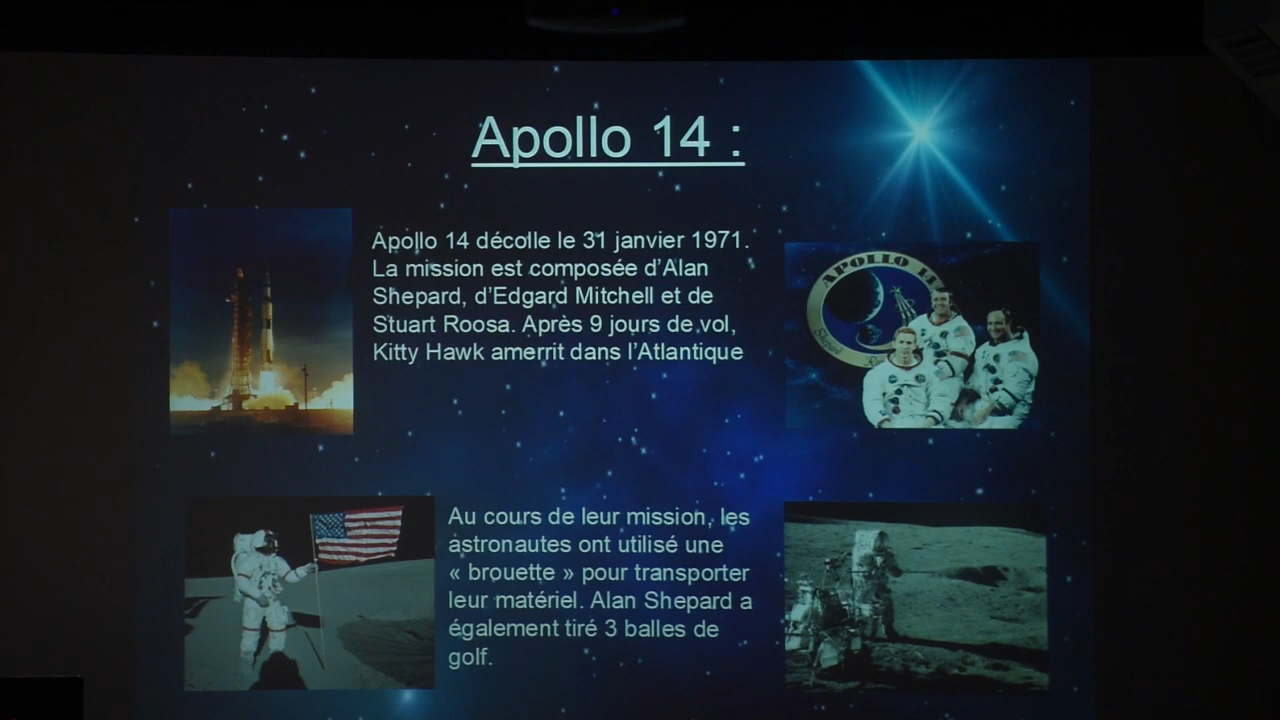 Apollo 14 :
Apollo 14 décolle le 31 janvier 1971.
La mission est composée d’Alan
Shepard, d’Edgard Mitchell et de
Stuart Roosa. Après 9 jours de vol,
Kitty Hawk amerrit dans l’Atlantique
APOLLO 14
Au cours de leur mission, les
astronautes ont utilisé une
« brouette » pour transporter
leur matériel. Alan Shepard a
également tiré 3 balles de
golf.